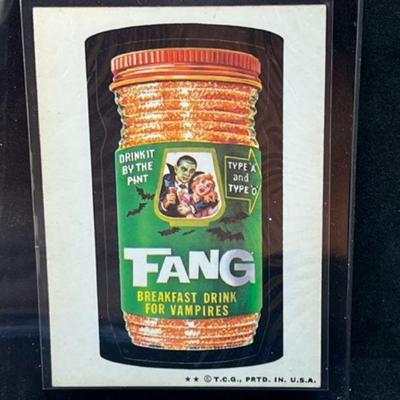 DRINK IT
BY THE
PINT
TYPE "A"
and
TYPE "O"
FANG
BREAKFAST DRINK
FOR VAMPIRES
★★ © T.C.G., PRTD. IN. U.S.A.